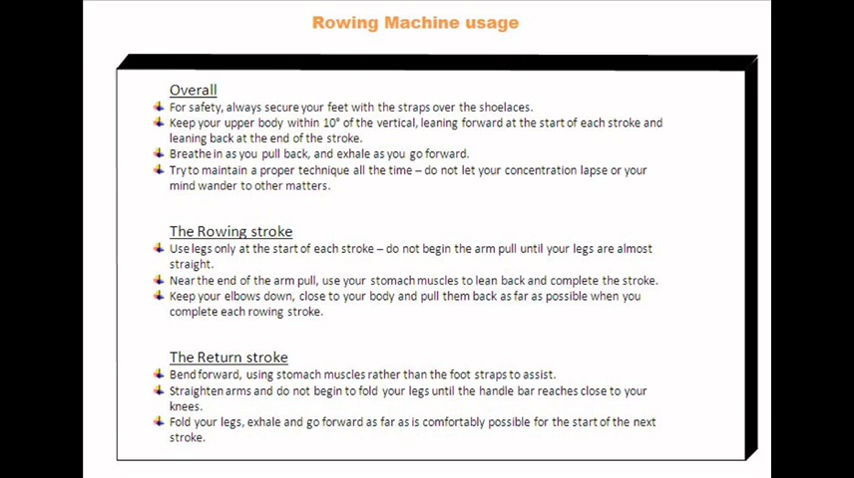 Rowing Machine usage
Overall
For safety, always secure your feet with the straps over the shoelaces.
Keep your upper body within 10° of the vertical, leaning forward at the start of each stroke and
leaning back at the end of the stroke.
Breathe in as you pull back, and exhale as you go forward.
Try to maintain a proper technique all the time – do not let your concentration lapse or your
mind wander to other matters.
The Rowing stroke
Use legs only at the start of each stroke – do not begin the arm pull until your legs are almost
straight.
Near the end of the arm pull, use your stomach muscles to lean back and complete the stroke.
Keep your elbows down, close to your body and pull them back as far as possible when you
complete each rowing stroke.
The Return stroke
Bend forward, using stomach muscles rather than the foot straps to assist.
Straighten arms and do not begin to fold your legs until the handle bar reaches close to your
knees.
Fold your legs, exhale and go forward as far as is comfortably possible for the start of the next
stroke.